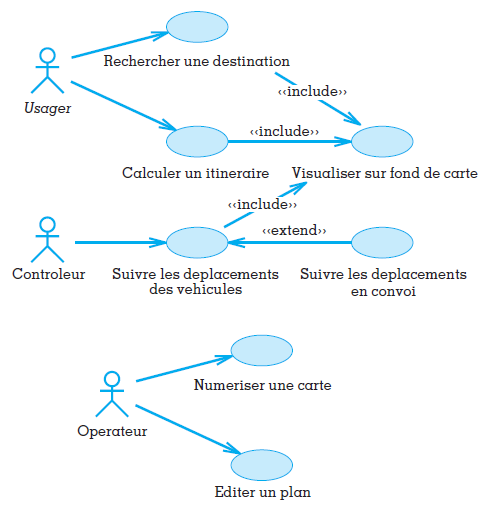 Rechercher une destination
‹‹include››
Usager
‹‹include››
Calculer un itineraire
Visualiser sur fond de carte
‹‹include››
‹‹extend››
Controleur
Suivre les deplacements
des vehicules
Suivre les deplacements
en convoi
Numeriser une carte
Operateur
Editer un plan